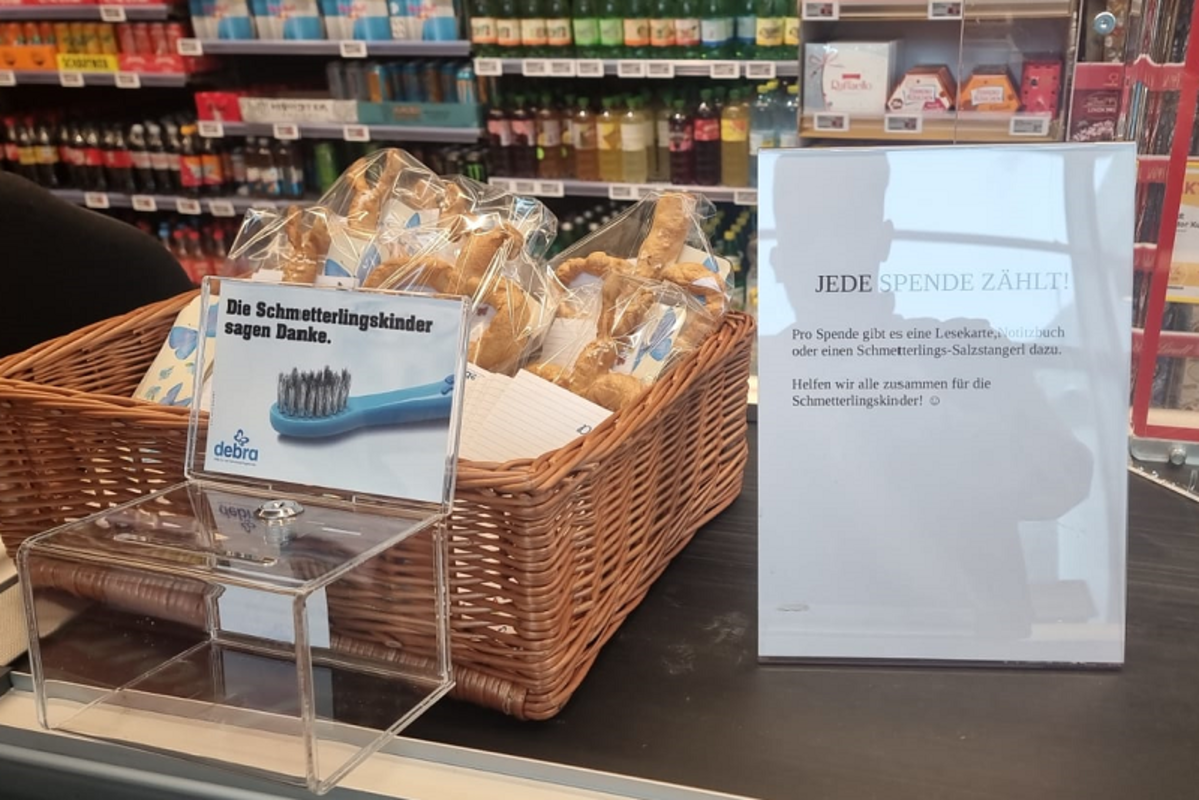 Die Schmetterlingskinder
sagen Danke.
debra
JEDE SPENDE ZÄHLT!
Pro Spende gibt es eine Lesekarte,Notitzbuch
oder einen Schmetterlings-Salzstangerl dazu.
Helfen wir alle zusammen für die
Schmetterlingskinder! ☺
Raffaello